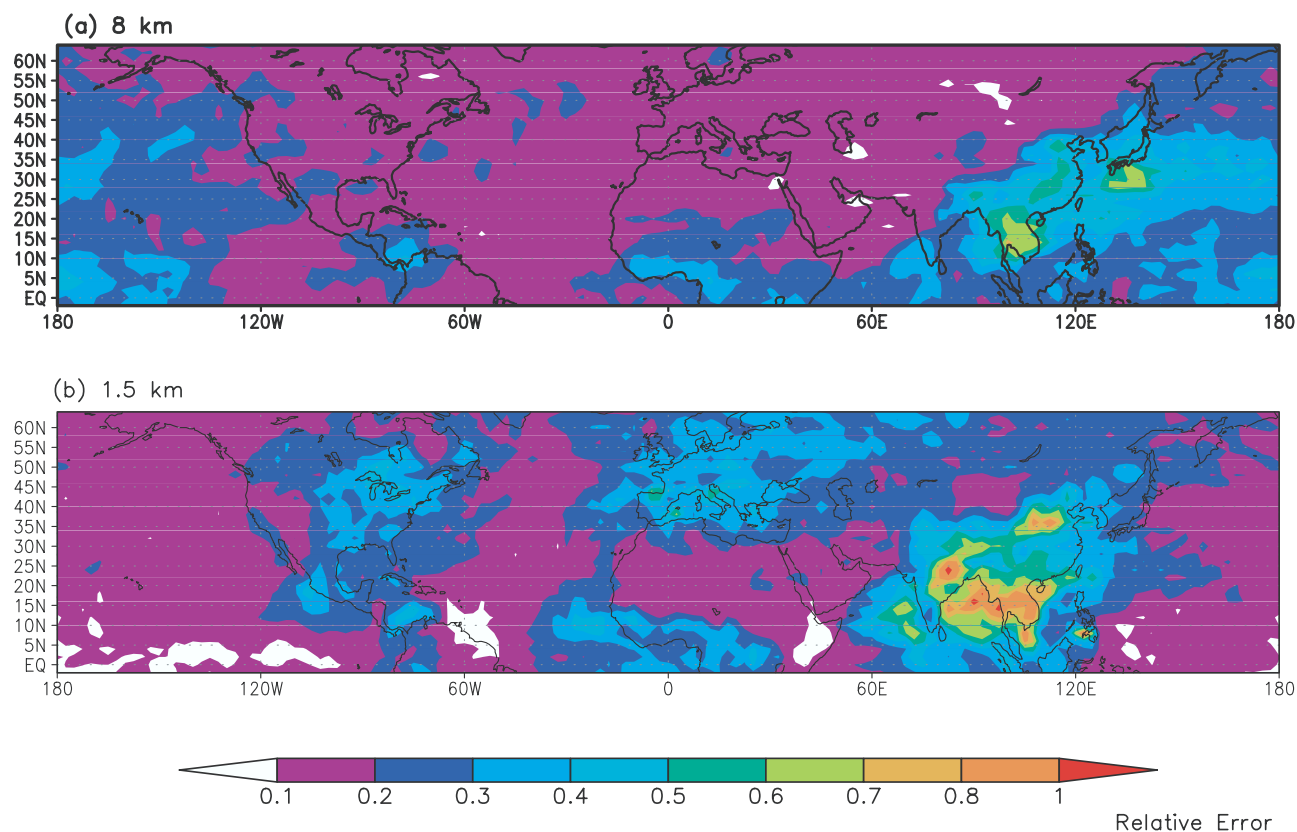 (a) 8 km
60N
55N
50N
45N
40N
35N
30N
25N
20N
15N
10N
5N
EQ
180 120W 60W 0 60E 120E 180
(b) 1.5 km
60N
55N
50N
45N
40N
35N
30N
25N
20N
15N
10N
5N
EQ
180 120W 60W 0 60E 120E 180
0.1 0.2 0.3 0.4 0.5 0.6 0.7 0.8 1
Relative Error